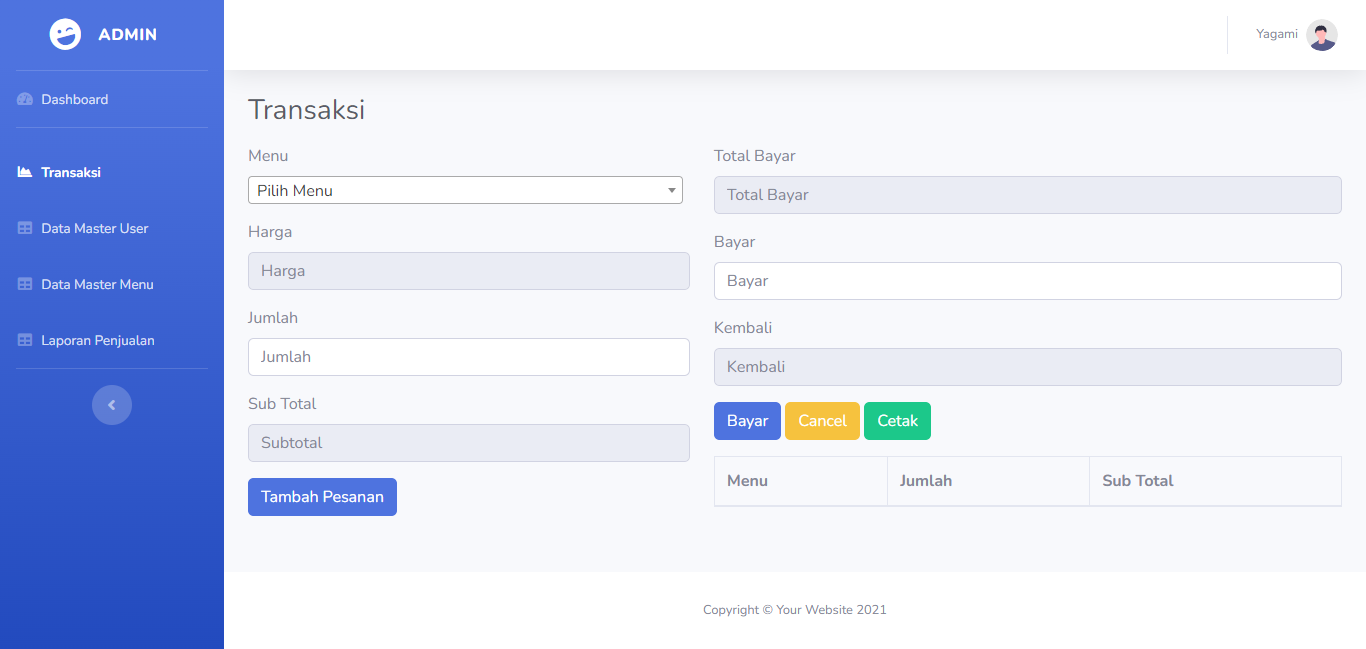 ADMIN
Dashboard
Transaksi
Data Master User
Data Master Menu
Laporan Penjualan
Yagami
Transaksi
Menu
Pilih Menu
Harga
Harga
Jumlah
Jumlah
Sub Total
Subtotal
Tambah Pesanan
Total Bayar
Total Bayar
Bayar
Bayar
Kembali
Kembali
Bayar Cancel Cetak
Menu Jumlah Sub Total
Copyright © Your Website 2021